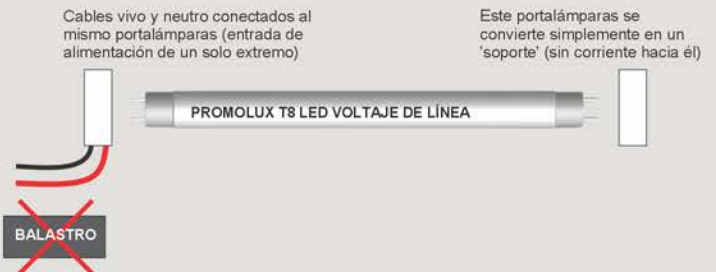 Cables vivo y neutro conectados al
mismo portalámparas (entrada de
alimentación de un solo extremo)
Este portalámparas se
convierte simplemente en un
'soporte' (sin corriente hacia él)
PROMOLUX T8 LED VOLTAJE DE LÍNEA
BALASTRO